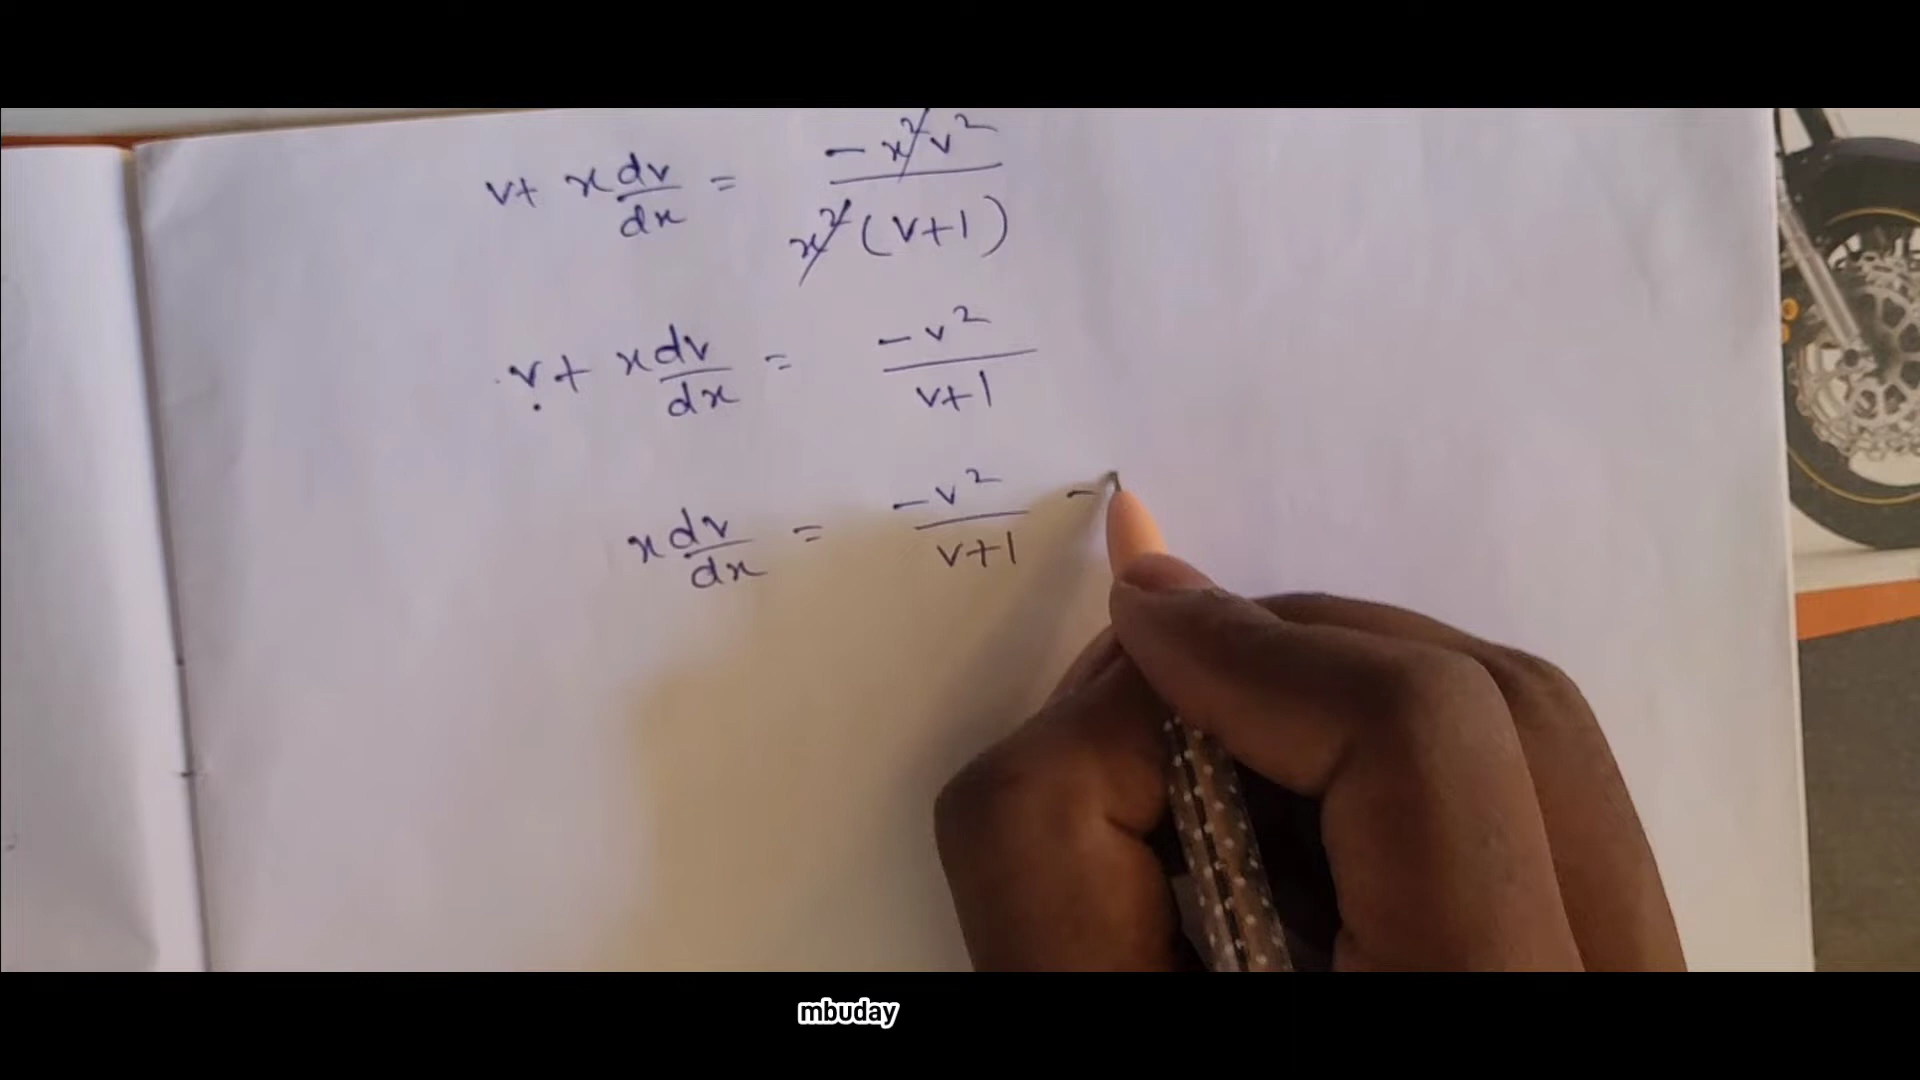 v + x dv/dx = -x²v² / x²(v+1)
v + x dv/dx = -v² / v+1
x dv/dx = -v² / v+1 -
mbuday